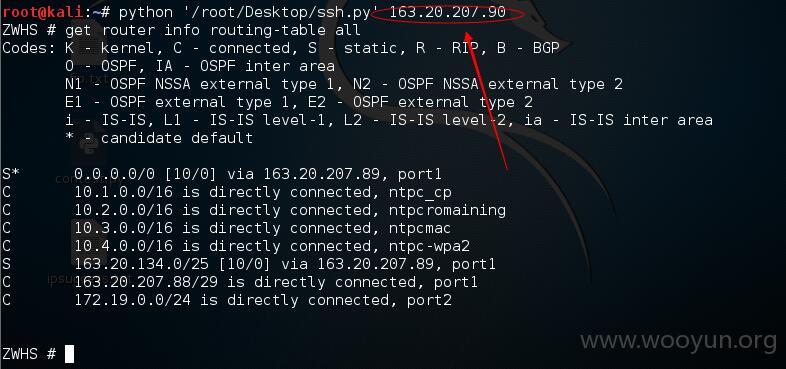 root@kali:~# python '/root/Desktop/ssh.py' 163.20.207.90
ZWHS # get router info routing-table all
Codes: K - kernel, C - connected, S - static, R - RIP, B - BGP
O - OSPF, IA - OSPF inter area
N1 - OSPF NSSA external type 1, N2 - OSPF NSSA external type 2
E1 - OSPF external type 1, E2 - OSPF external type 2
i - IS-IS, L1 - IS-IS level-1, L2 - IS-IS level-2, ia - IS-IS inter area
* - candidate default
S* 0.0.0.0/0 [10/0] via 163.20.207.89, port1
C 10.1.0.0/16 is directly connected, ntpc_cp
C 10.2.0.0/16 is directly connected, ntpcromaining
C 10.3.0.0/16 is directly connected, ntpcmac
C 10.4.0.0/16 is directly connected, ntpc-wpa2
S 163.20.134.0/25 [10/0] via 163.20.207.89, port1
C 163.20.207.88/29 is directly connected, port1
C 172.19.0.0/24 is directly connected, port2
www.wooyun.org
ZWHS #